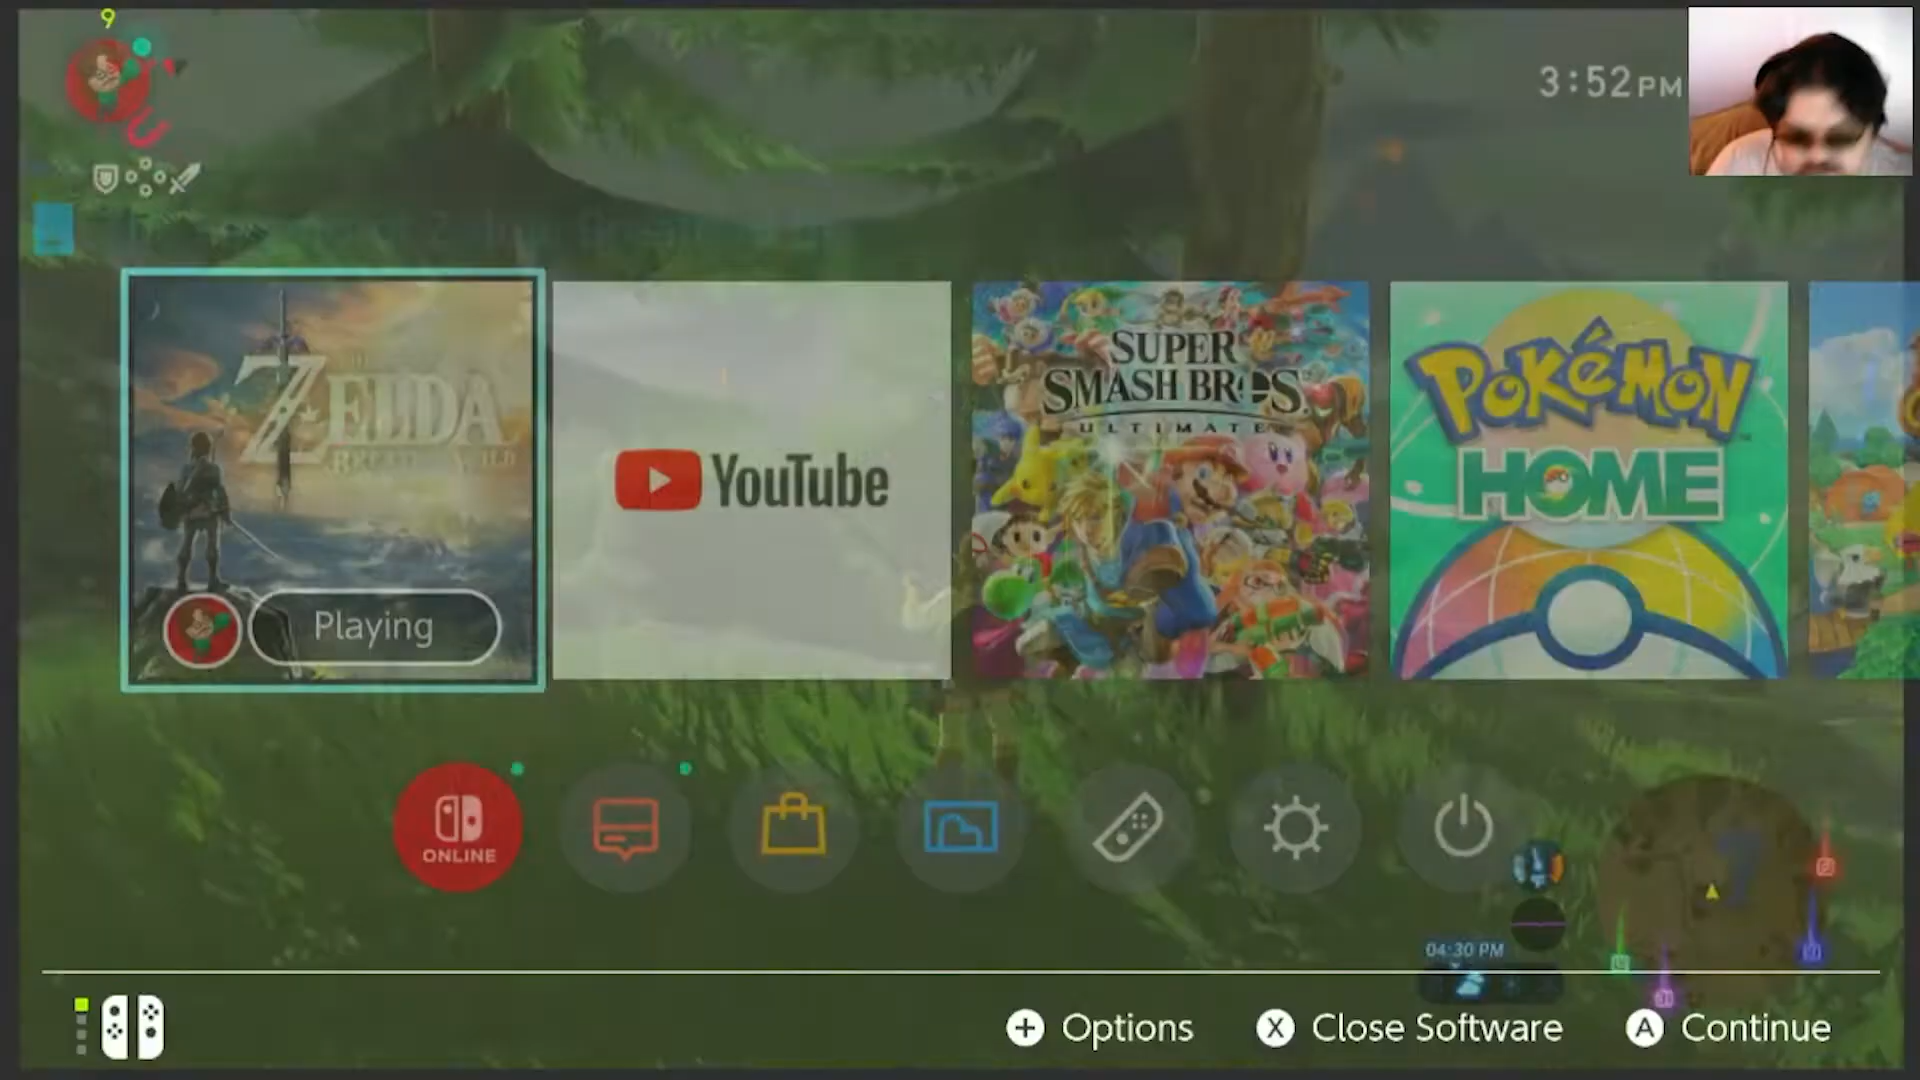 9
3:52PM
ZELDA
YouTube
SUPER
SMASH BROS.
ULTIMATE
POKéMON
HOME
Playing
ONLINE
04:30 PM
+ Options
X Close Software
A Continue